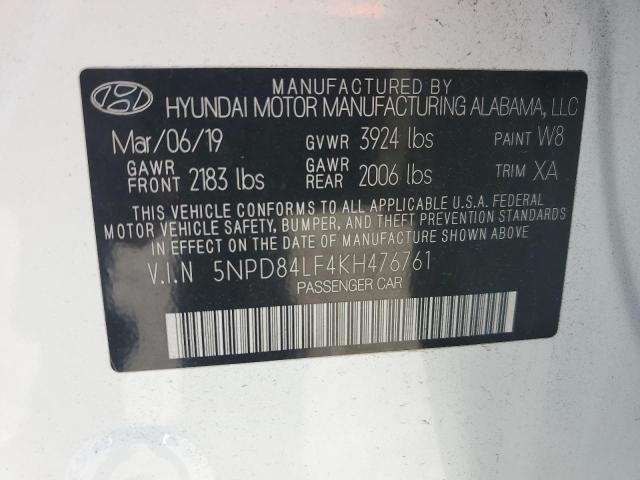 MANUFACTURED BY
HYUNDAI MOTOR MANUFACTURING ALABAMA, LLC
Mar/06/19 GVWR 3924 lbs PAINT W8
GAWR FRONT 2183 lbs GAWR REAR 2006 lbs TRIM XA
THIS VEHICLE CONFORMS TO ALL APPLICABLE U.S.A. FEDERAL
MOTOR VEHICLE SAFETY, BUMPER, AND THEFT PREVENTION STANDARDS
IN EFFECT ON THE DATE OF MANUFACTURE SHOWN ABOVE.
V.I.N 5NPD84LF4KH476761
PASSENGER CAR